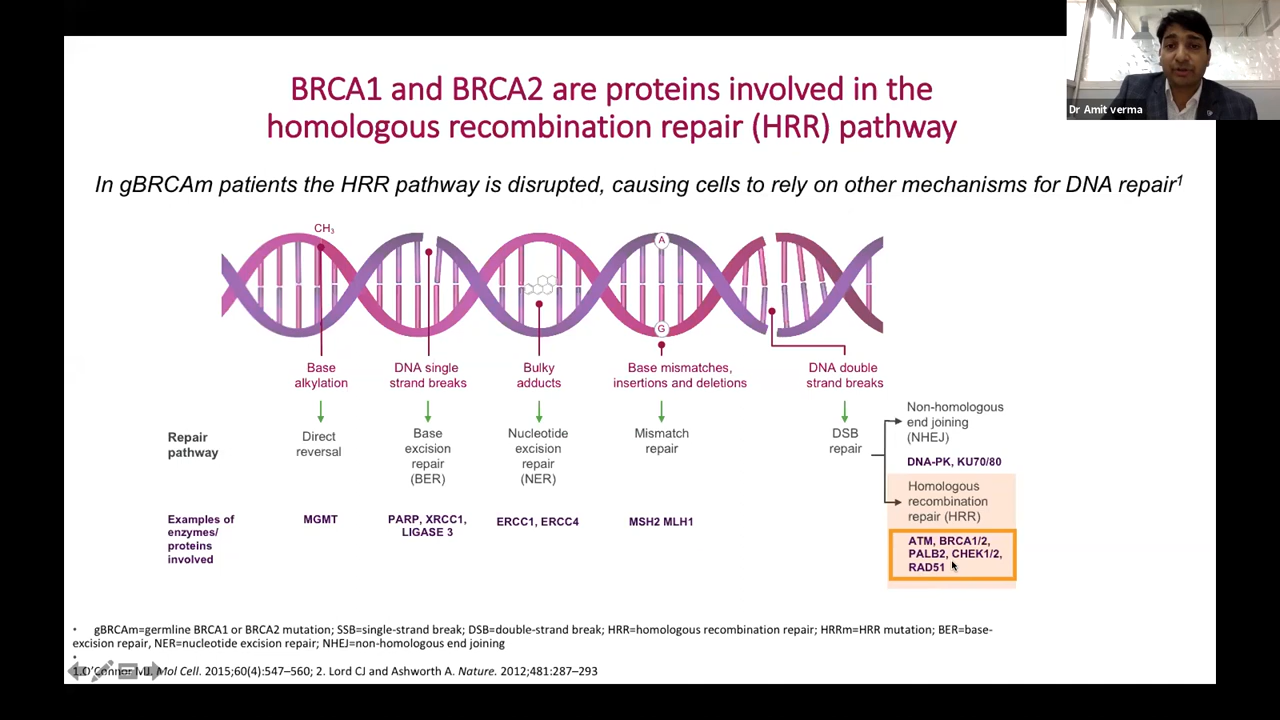 Dr Amit verma
BRCA1 and BRCA2 are proteins involved in the
homologous recombination repair (HRR) pathway
In gBRCAm patients the HRR pathway is disrupted, causing cells to rely on other mechanisms for DNA repair1
CH3
A
G
Base
alkylation
DNA single
strand breaks
Bulky
adducts
Base mismatches,
insertions and deletions
DNA double
strand breaks
Repair
pathway
Direct
reversal
Base
excision
repair
(BER)
Nucleotide
excision
repair
(NER)
Mismatch
repair
DSB
repair
Non-homologous
end joining
(NHEJ)
DNA-PK, KU70/80
Homologous
recombination
repair (HRR)
Examples of
enzymes/
proteins
involved
MGMT
PARP, XRCC1,
LIGASE 3
ERCC1, ERCC4
MSH2 MLH1
ATM, BRCA1/2,
PALB2, CHEK1/2,
RAD51
• gBRCAm=germline BRCA1 or BRCA2 mutation; SSB=single-strand break; DSB=double-strand break; HRR=homologous recombination repair; HRRm=HRR mutation; BER=base-
excision repair, NER=nucleotide excision repair; NHEJ=non-homologous end joining
•
1.O'Connor MJ. Mol Cell. 2015;60(4):547–560; 2. Lord CJ and Ashworth A. Nature. 2012;481:287–293